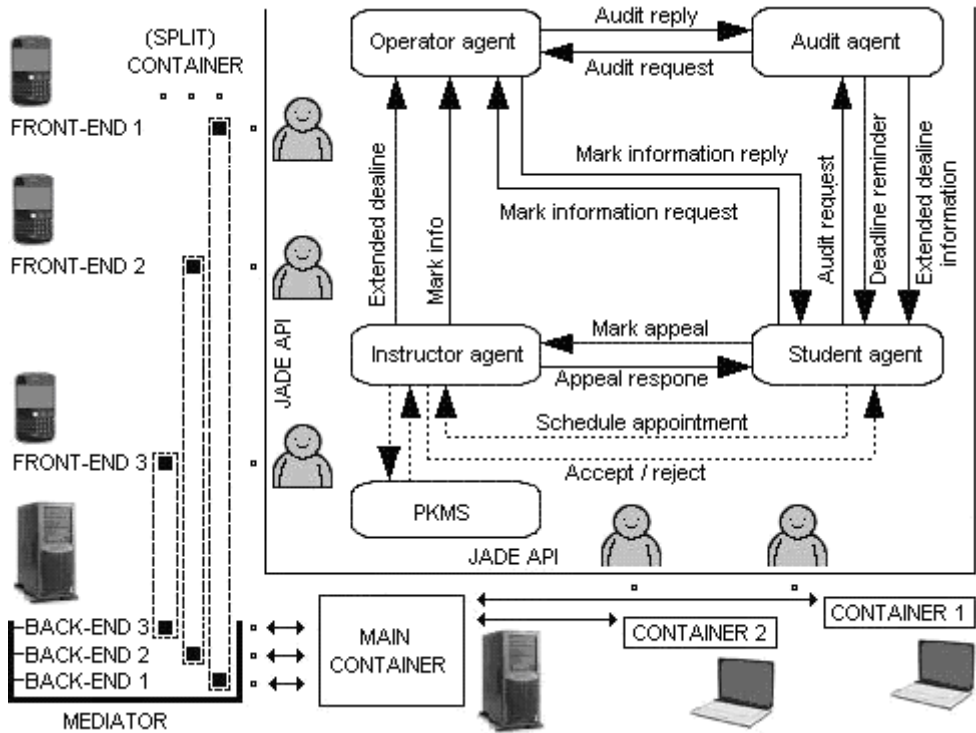 (SPLIT)
CONTAINER
FRONT-END 1
FRONT-END 2
FRONT-END 3
BACK-END 3
BACK-END 2
BACK-END 1
MEDIATOR
JADE API
Operator agent
Audit reply
Audit request
Audit agent
Extended dealine
Mark info
Mark information reply
Mark information request
Audit request
Deadline reminder
Extended dealine
information
Instructor agent
Mark appeal
Appeal respone
Student agent
Schedule appointment
Accept / reject
PKMS
JADE API
MAIN
CONTAINER
CONTAINER 2
CONTAINER 1